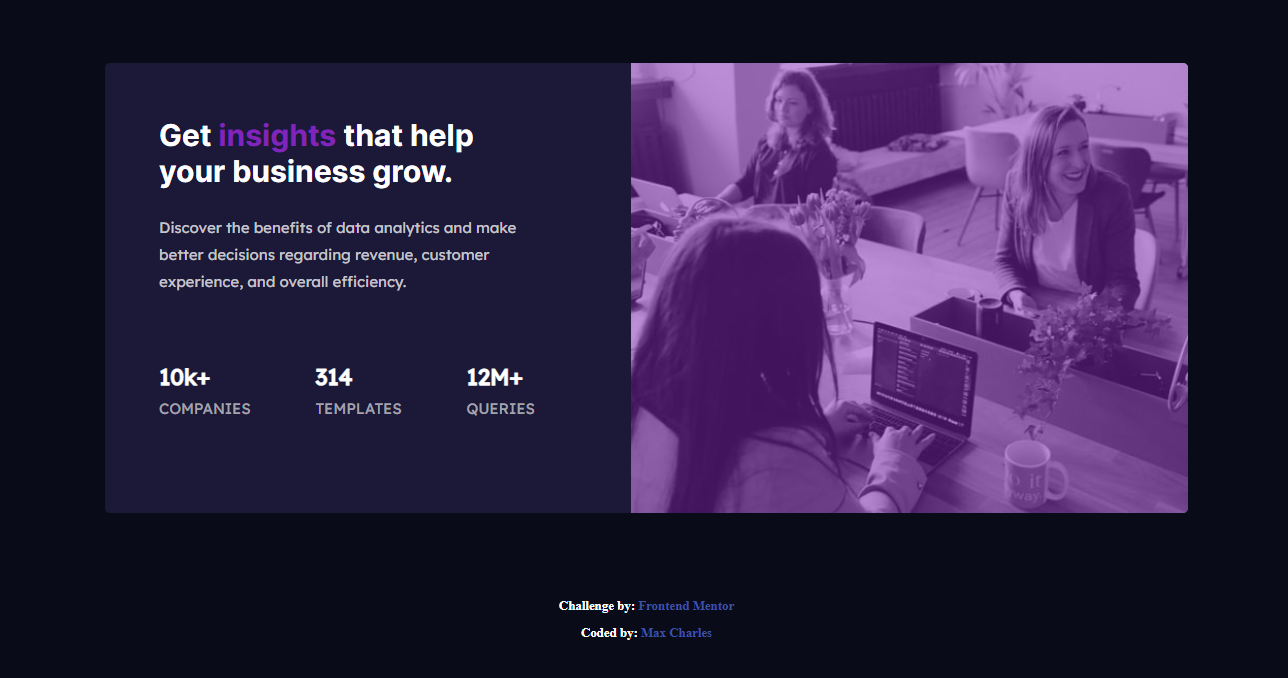 Get insights that help
your business grow.
Discover the benefits of data analytics and make
better decisions regarding revenue, customer
experience, and overall efficiency.
10k+ 314 12M+
COMPANIES TEMPLATES QUERIES
Challenge by: Frontend Mentor
Coded by: Max Charles